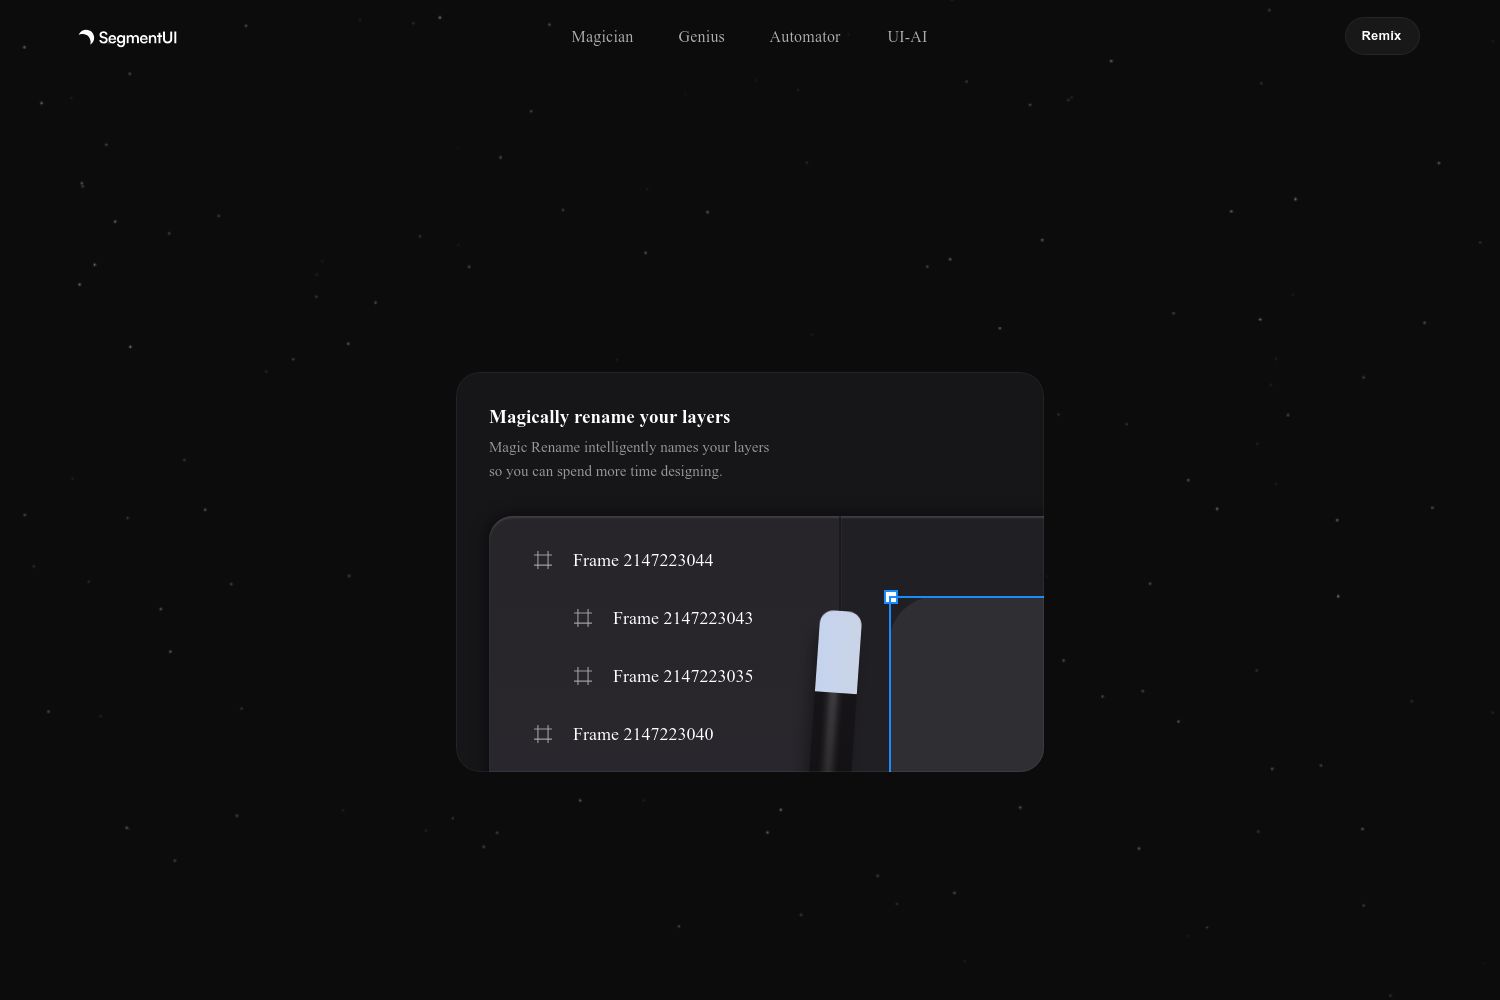 SegmentUI
Magician
Genius
Automator
UI-AI
Remix
Magically rename your layers
Magic Rename intelligently names your layers
so you can spend more time designing.
Frame 2147223044
Frame 2147223043
Frame 2147223035
Frame 2147223040